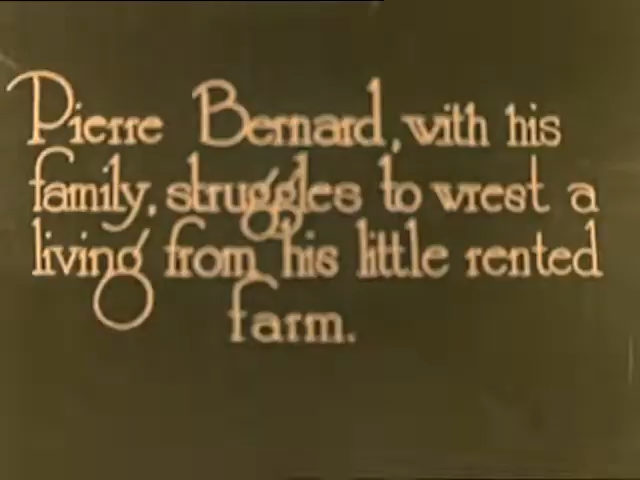 Pierre Bernard, with his
family, struggles to wrest a
living from his little rented
farm.